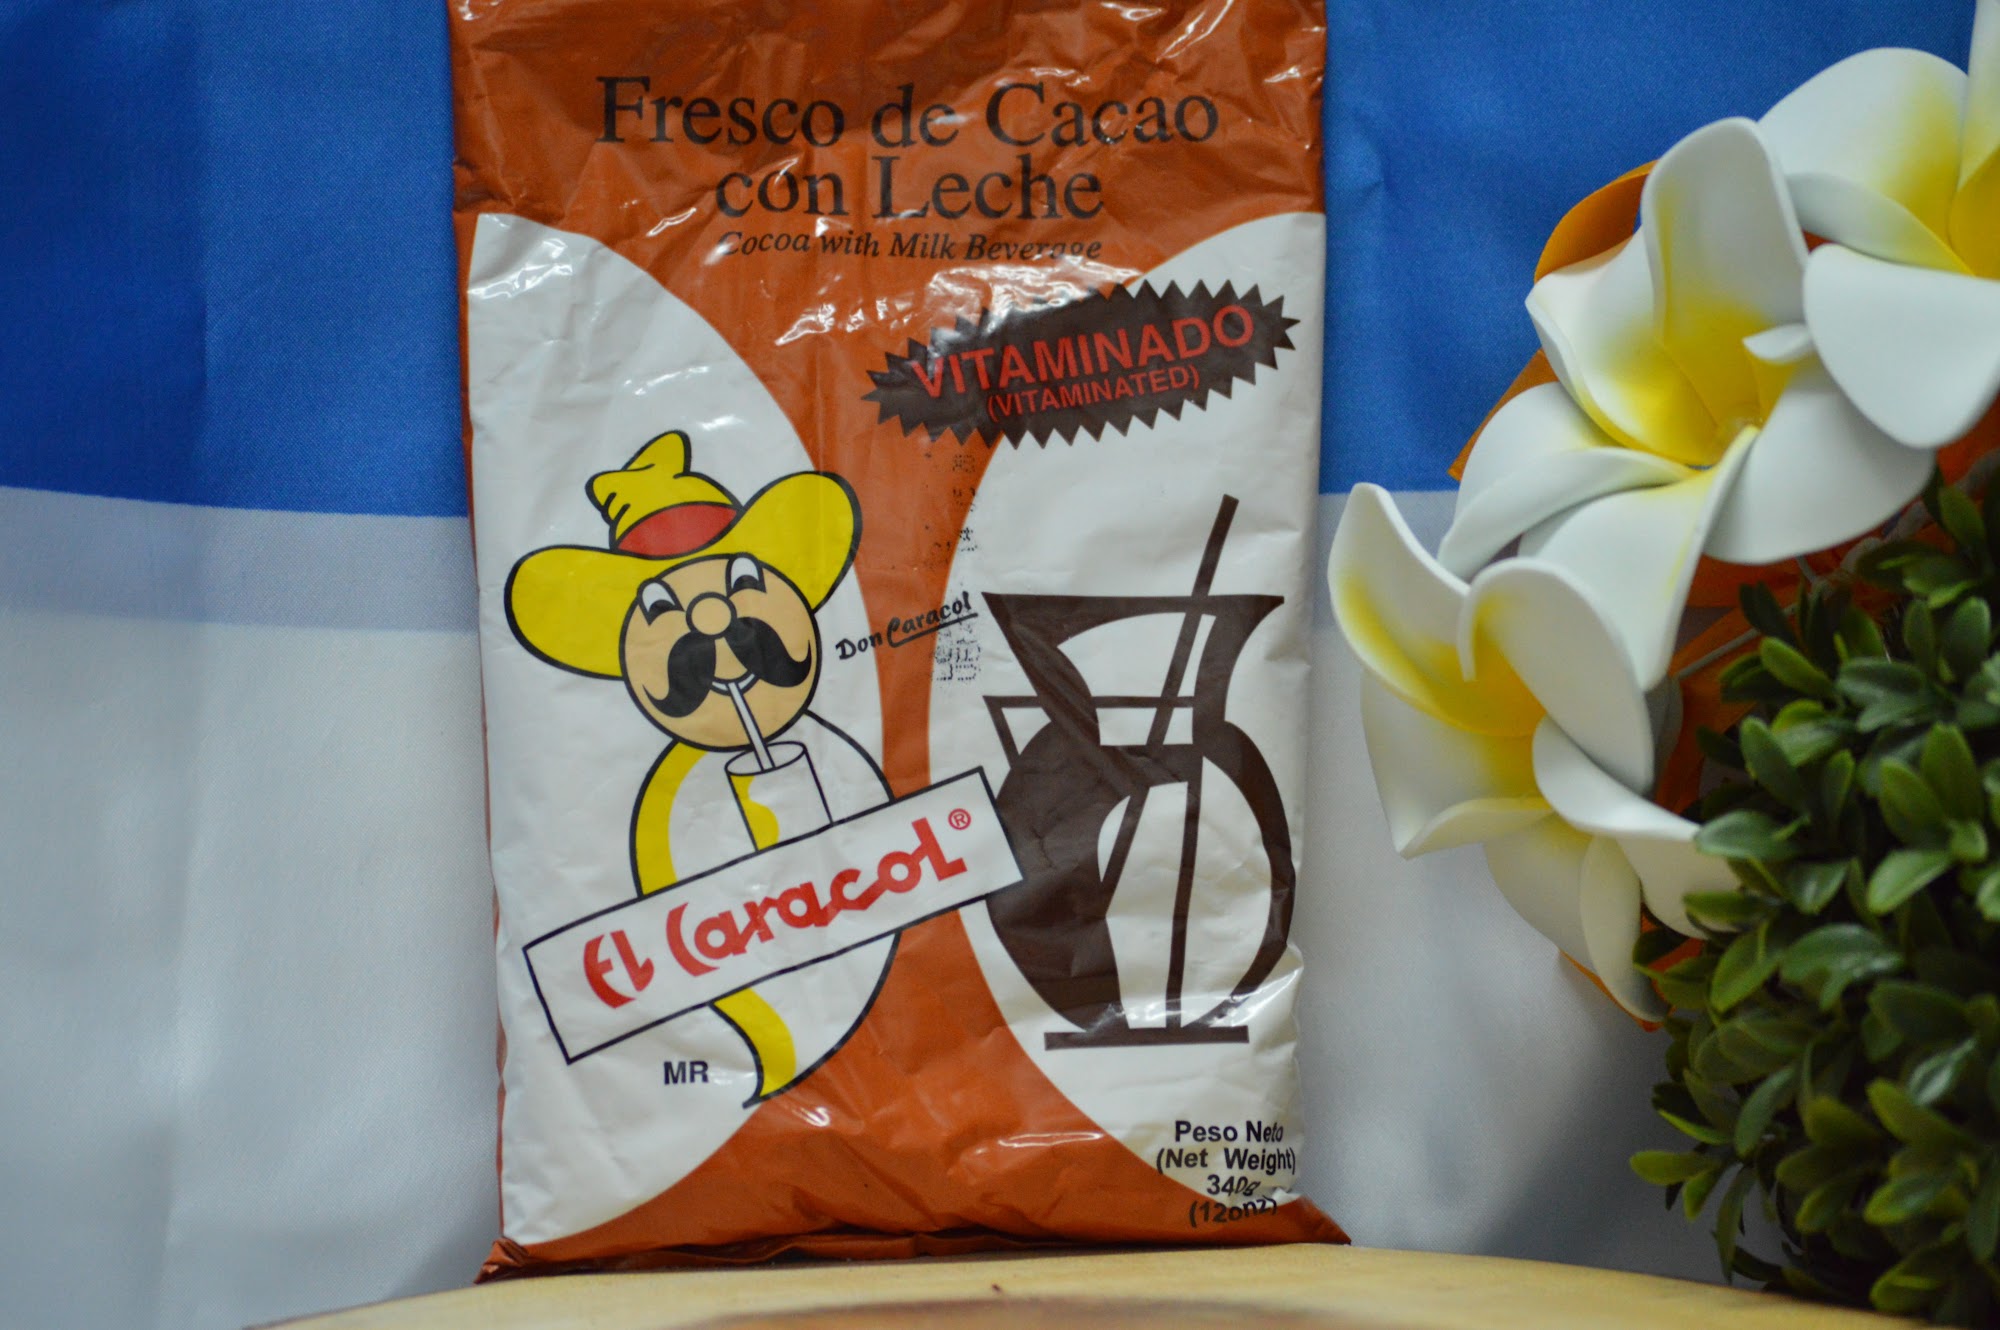 Fresco de Cacao
con Leche
Cocoa with Milk Beverage
VITAMINADO
(VITAMINATED)
Don Caracol
El Caracol®
MR
Peso Neto
(Net Weight)
340g
(12onz)